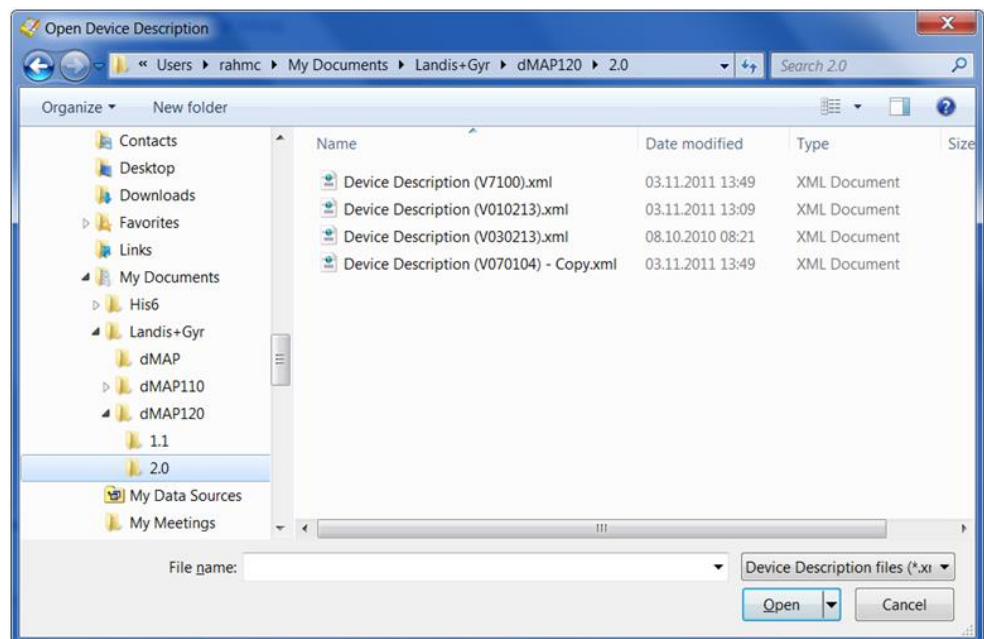 Open Device Description
« Users ▸ rahmc ▸ My Documents ▸ Landis+Gyr ▸ dMAP120 ▸ 2.0 Search 2.0
Organize New folder
Name Date modified Type Size
Contacts
Desktop
Downloads
Favorites
Links
My Documents
His6
Landis+Gyr
dMAP
dMAP110
dMAP120
1.1
2.0
My Data Sources
My Meetings
Device Description (V7100).xml 03.11.2011 13:49 XML Document
Device Description (V010213).xml 03.11.2011 13:09 XML Document
Device Description (V030213).xml 08.10.2010 08:21 XML Document
Device Description (V070104) - Copy.xml 03.11.2011 13:49 XML Document
File name: Device Description files (*.xr
Open Cancel